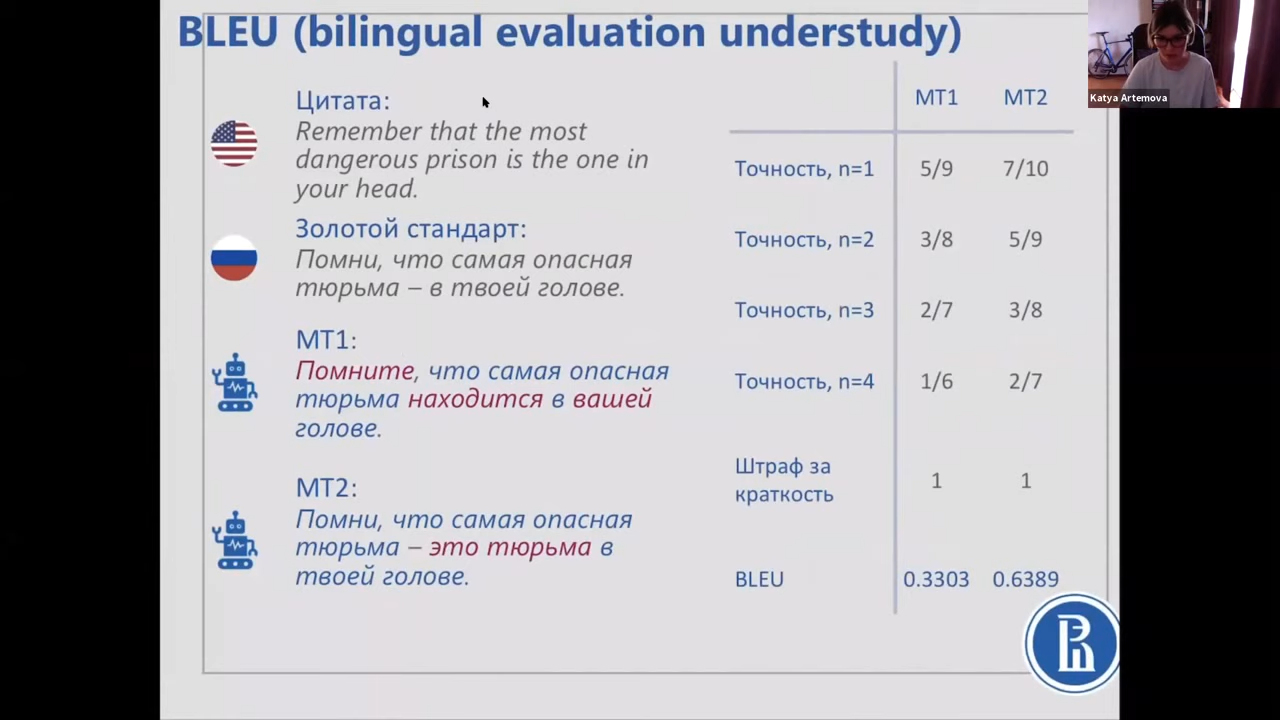 BLEU (bilingual evaluation understudy)
Katya Artemova
Цитата:
Remember that the most
dangerous prison is the one in
your head.
Золотой стандарт:
Помни, что самая опасная
тюрьма – в твоей голове.
MT1:
Помните, что самая опасная
тюрьма находится в вашей
голове.
MT2:
Помни, что самая опасная
тюрьма – это тюрьма в
твоей голове.
MT1 MT2
Точность, n=1 5/9 7/10
Точность, n=2 3/8 5/9
Точность, n=3 2/7 3/8
Точность, n=4 1/6 2/7
Штраф за
краткость 1 1
BLEU 0.3303 0.6389